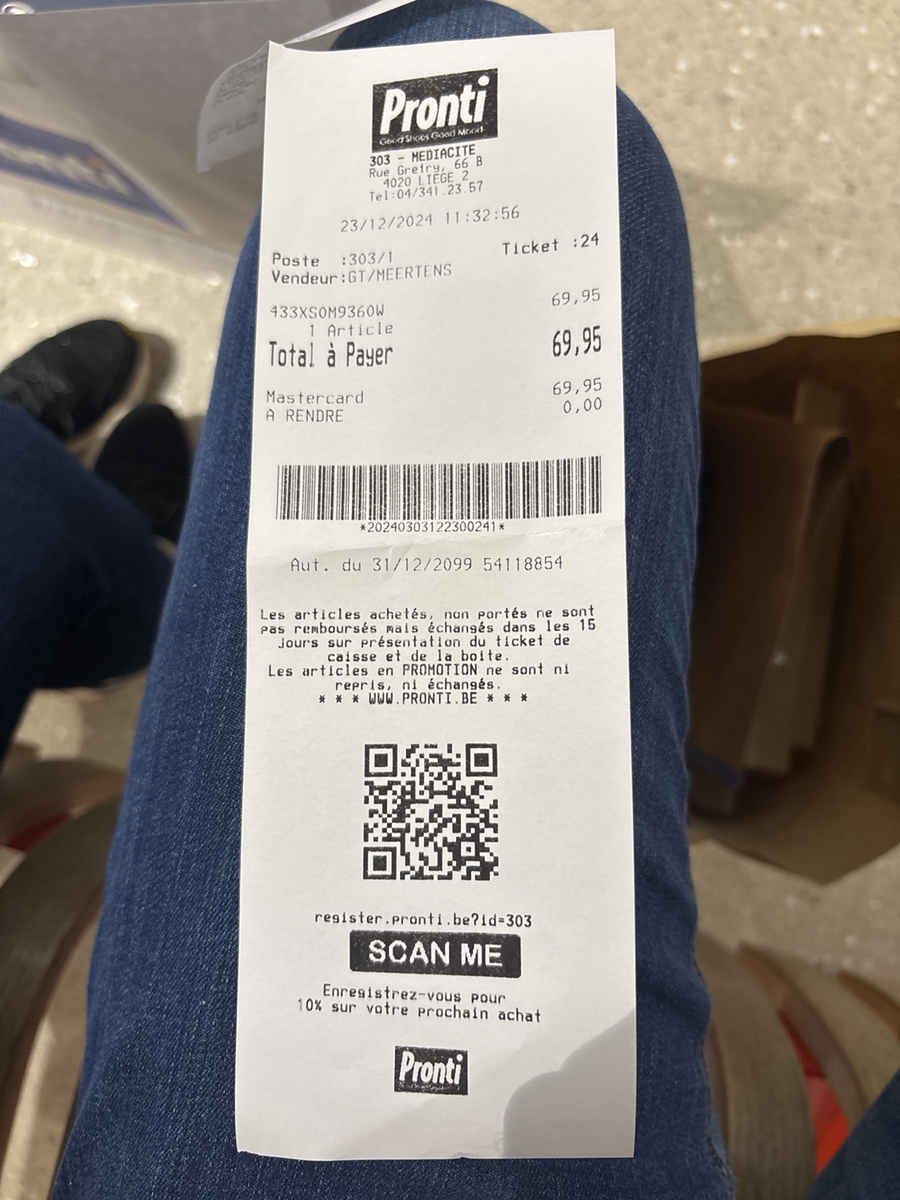 Pronti
Good Shoes Good Mood
303 - MEDIACITE
Rue Gretry, 66 B
4020 LIEGE 2
Tel:04/341.23.57
23/12/2024 11:32:56
Poste :303/1 Ticket :24
Vendeur:GT/MEERTENS
433XSOM9360W 69,95
1 Article
Total à Payer 69,95
Mastercard 69,95
A RENDRE 0,00
*20240303122300241*
Aut. du 31/12/2099 54118854
Les articles achetés, non portés ne sont
pas remboursés mais échangés dans les 15
Jours sur présentation du ticket de
caisse et de la boite.
Les articles en PROMOTION ne sont ni
repris, ni échangés.
* * * WWW.PRONTI.BE * * *
register.pronti.be?id=303
SCAN ME
Enregistrez-vous pour
10% sur votre prochain achat
Pronti